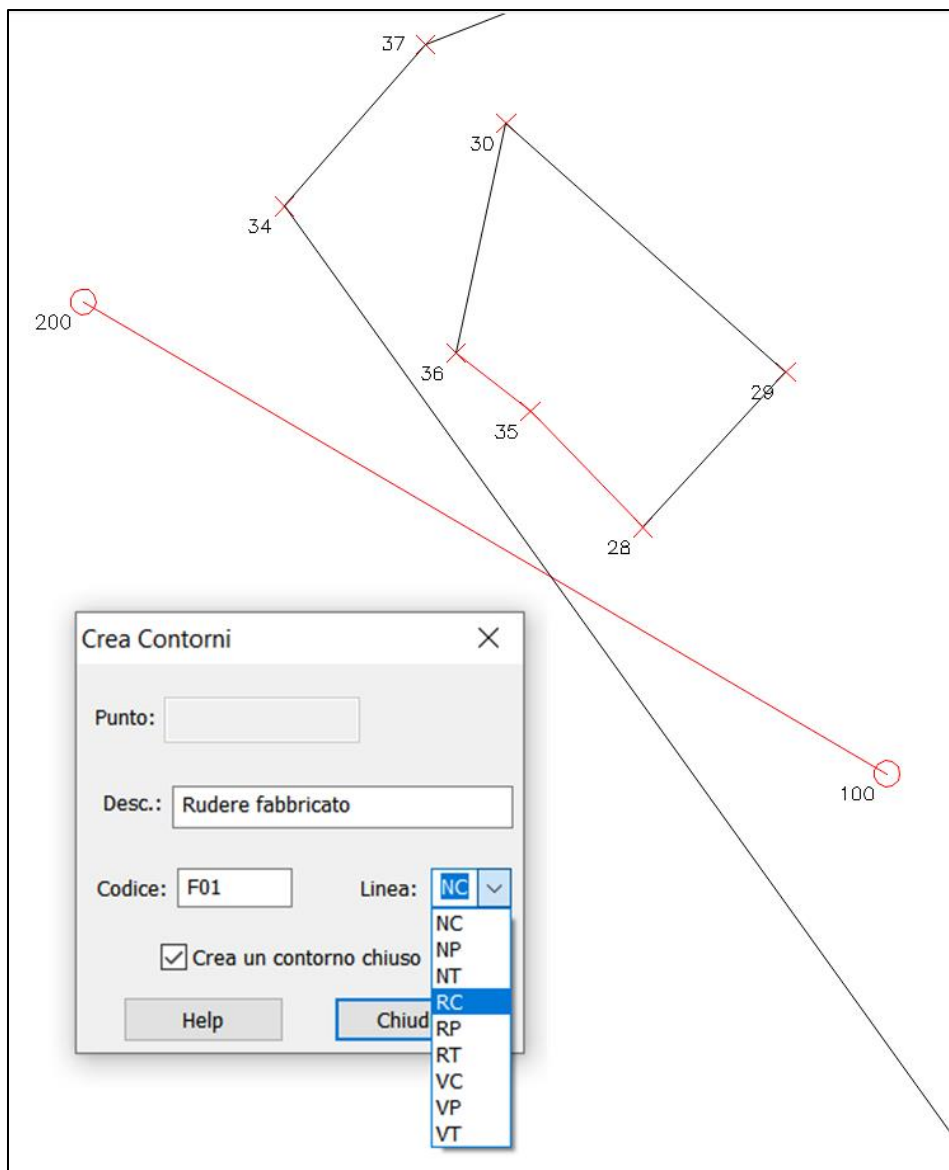 37
30
34
200
36
29
35
28
100
Crea Contorni
Punto:
Desc.: Rudere fabbricato
Codice: F01 Linea: NC
NC
NP
NT
RC
RP
RT
VC
VP
VT
Crea un contorno chiuso
Help Chiud